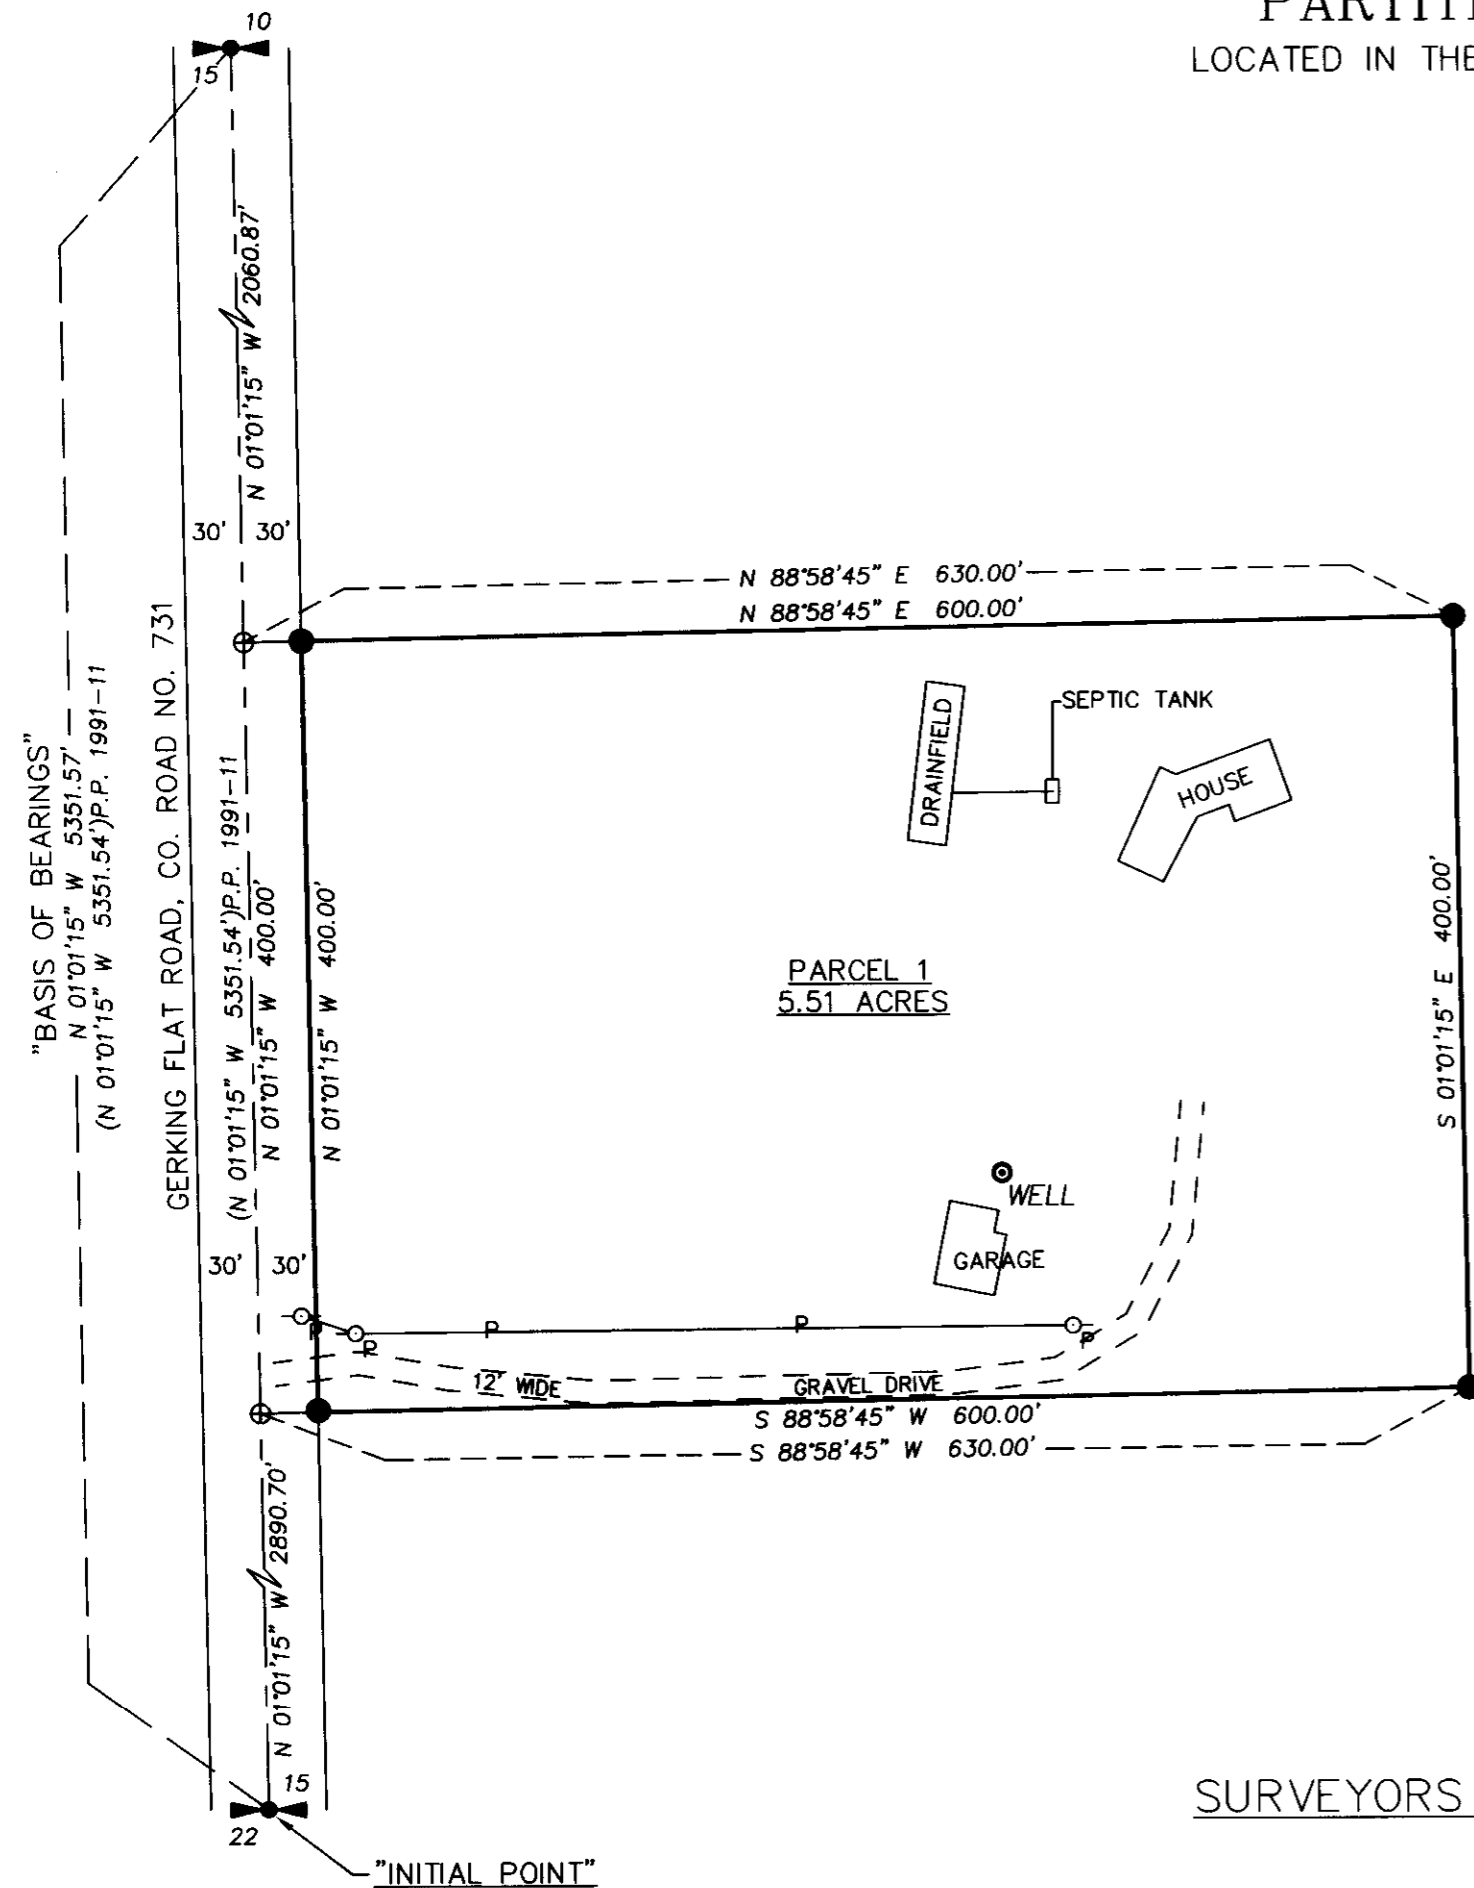 PARTITI
LOCATED IN THE
10
15
N 01°01'15" W 2060.87'
30' 30'
N 88°58'45" E 630.00'
N 88°58'45" E 600.00'
"BASIS OF BEARINGS"
N 01°01'15" W 5351.57'
(N 01°01'15" W 5351.54')P.P. 1991-11
GERKING FLAT ROAD, CO. ROAD NO. 731
(N 01°01'15" W 5351.54')P.P. 1991-11
N 01°01'15" W 400.00'
N 01°01'15" W 400.00'
DRAINFIELD
SEPTIC TANK
HOUSE
S 01°01'15" E 400.00'
PARCEL 1
5.51 ACRES
WELL
GARAGE
30' 30'
P
P
P
P
P
12' WIDE GRAVEL DRIVE
S 88°58'45" W 600.00'
S 88°58'45" W 630.00'
N 01°01'15" W 2890.70'
15
22
"INITIAL POINT"
SURVEYORS